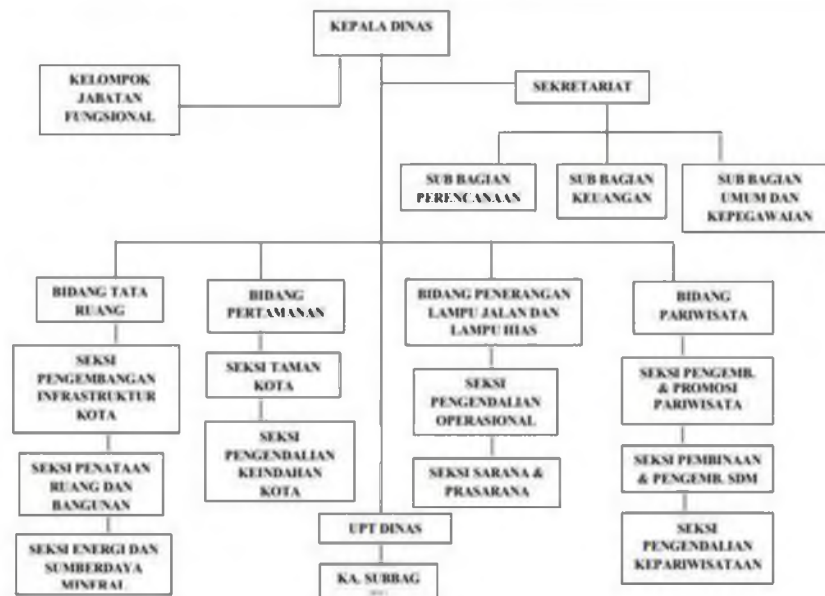 KEPALA DINAS
KELOMPOK
JABATAN
FUNGSIONAL
SEKRETARIAT
SUB BAGIAN
PERENCANAAN
SUB BAGIAN
KEUANGAN
SUB BAGIAN
UMUM DAN
KEPEGAWAIAN
BIDANG TATA
RUANG
SEKSI
PENGEMBANGAN
INFRASTRUKTUR
KOTA
SEKSI PENATAAN
RUANG DAN
BANGUNAN
SEKSI ENERGI DAN
SUMBERDAYA
MINERAL
BIDANG
PERTAMANAN
SEKSI TAMAN
KOTA
SEKSI
PENGENDALIAN
KEINDAHAN
KOTA
BIDANG PENERANGAN
LAMPU JALAN DAN
LAMPU HIAS
SEKSI
PENGENDALIAN
OPERASIONAL
SEKSI SARANA &
PRASARANA
BIDANG
PARIWISATA
SEKSI PENGEMB.
& PROMOSI
PARIWISATA
SEKSI PEMBINAAN
& PENGEMB. SDM
SEKSI
PENGENDALIAN
KEPARIWISATAAN
UPT DINAS
KA. SUBBAG